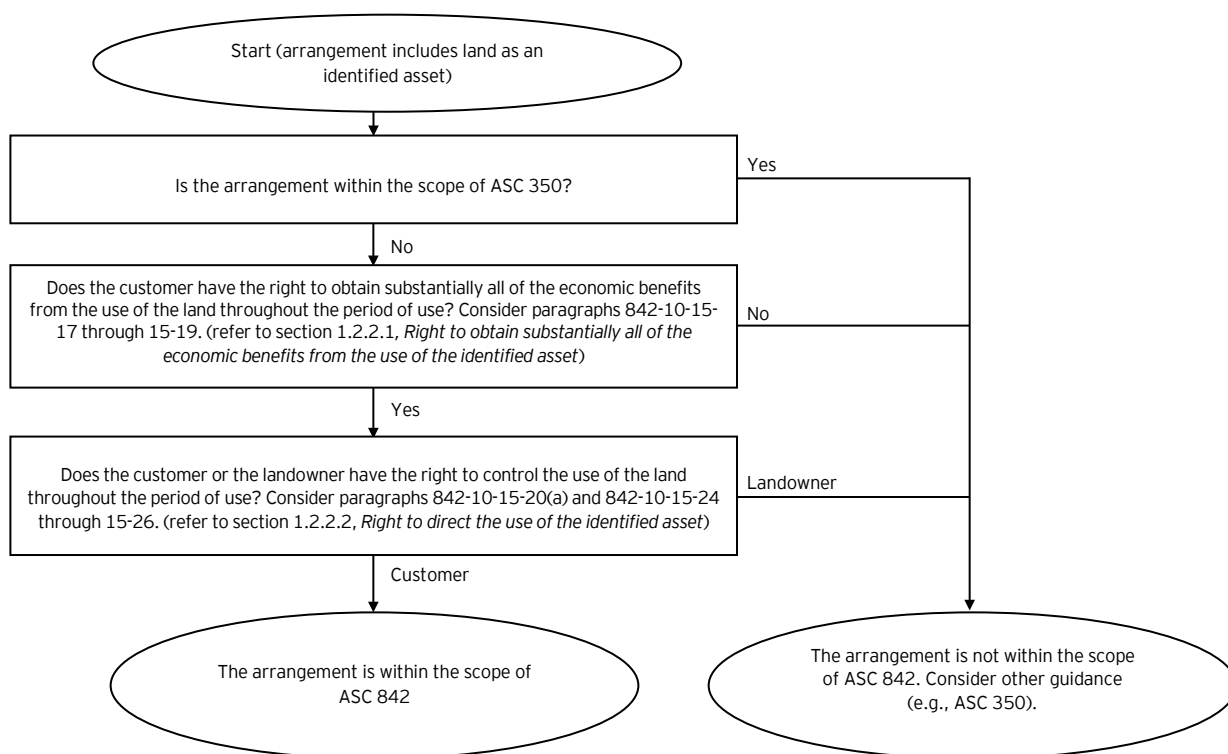 Start (arrangement includes land as an
identified asset)
Is the arrangement within the scope of ASC 350?
Yes
No
Does the customer have the right to obtain substantially all of the economic benefits
from the use of the land throughout the period of use? Consider paragraphs 842-10-15-
17 through 15-19. (refer to section 1.2.2.1, Right to obtain substantially all of the
economic benefits from the use of the identified asset)
No
Yes
Does the customer or the landowner have the right to control the use of the land
throughout the period of use? Consider paragraphs 842-10-15-20(a) and 842-10-15-24
through 15-26. (refer to section 1.2.2.2, Right to direct the use of the identified asset)
Landowner
Customer
The arrangement is within the scope of
ASC 842
The arrangement is not within the scope
of ASC 842. Consider other guidance
(e.g., ASC 350).